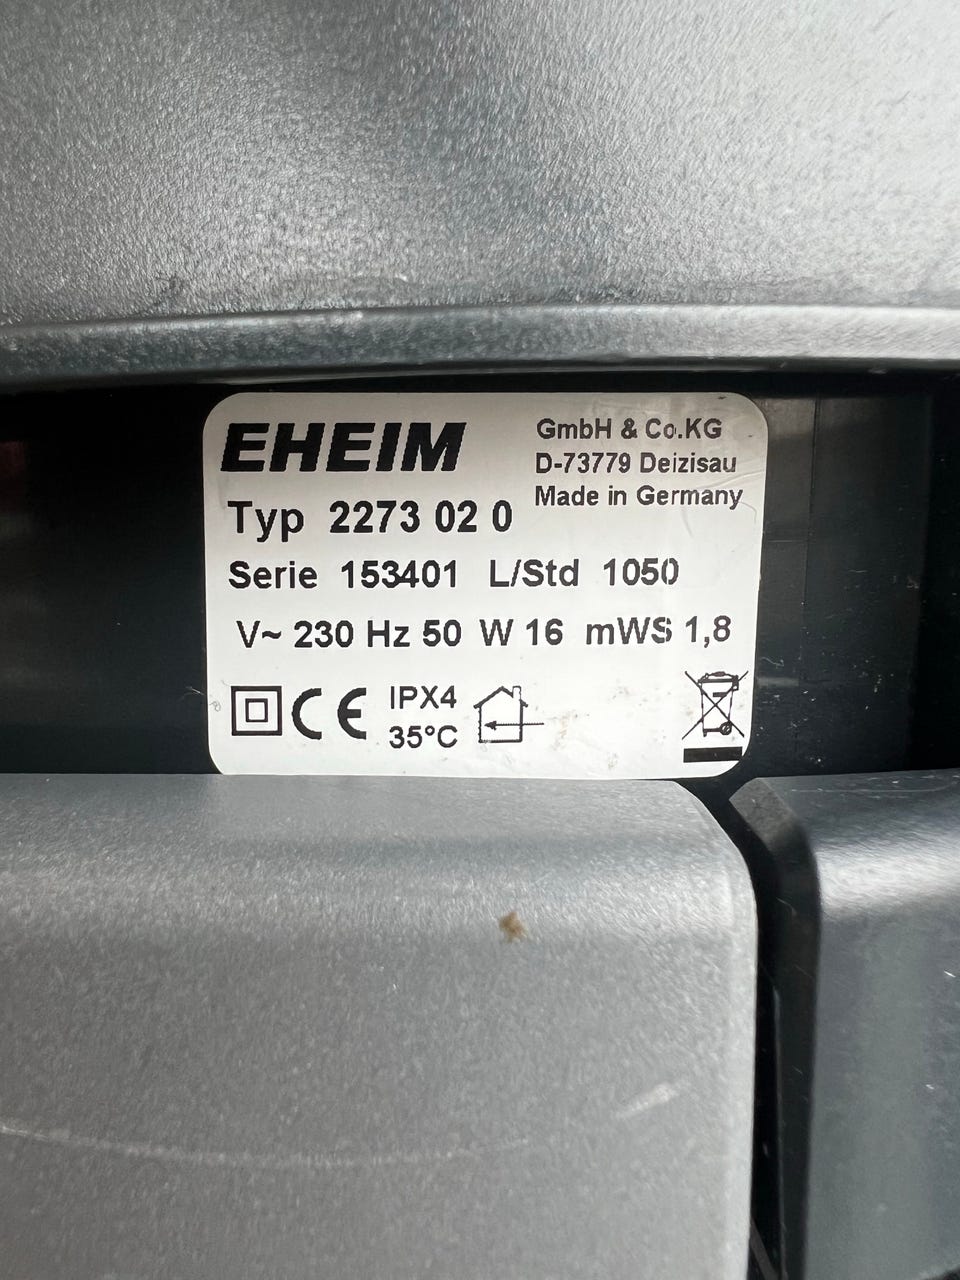 EHEIM
GmbH & Co.KG
D-73779 Deizisau
Made in Germany
Typ 2273 02 0
Serie 153401 L/Std 1050
V~ 230 Hz 50 W 16 mWS 1,8
CE IPX4
35°C